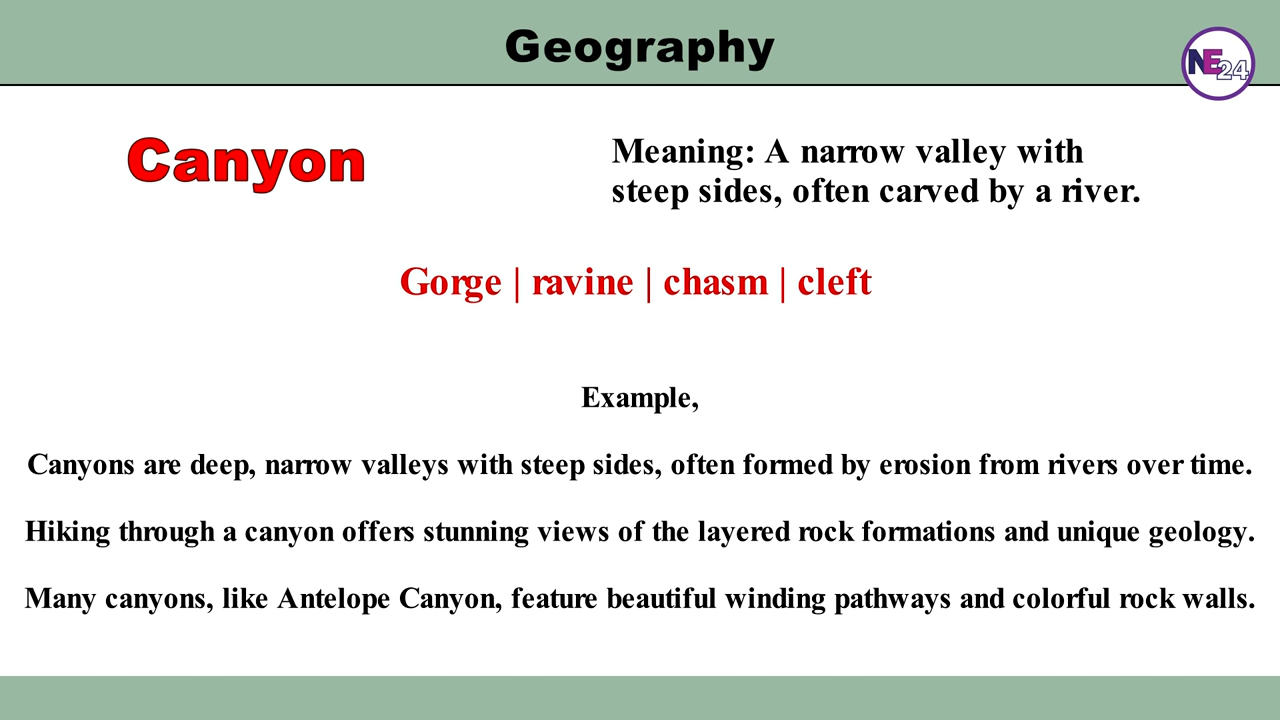 Geography
NE24
Canyon
Meaning: A narrow valley with
steep sides, often carved by a river.
Gorge | ravine | chasm | cleft
Example,
Canyons are deep, narrow valleys with steep sides, often formed by erosion from rivers over time.
Hiking through a canyon offers stunning views of the layered rock formations and unique geology.
Many canyons, like Antelope Canyon, feature beautiful winding pathways and colorful rock walls.